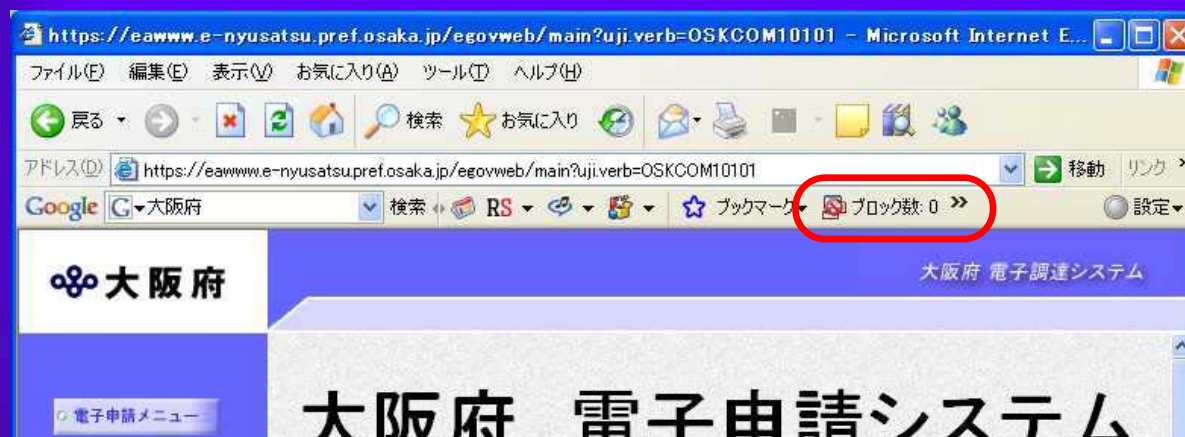 https://eawww.e-nyusatsu.pref.osaka.jp/egovweb/main?uji.verb=OSKCOM10101 - Microsoft Internet E...
ファイル(F) 編集(E) 表示(V) お気に入り(A) ツール(T) ヘルプ(H)
戻る 検索 お気に入り
アドレス(D) https://eawww.e-nyusatsu.pref.osaka.jp/egovweb/main?uji.verb=OSKCOM10101 移動 リンク »
Google G 大阪府 検索 RS ブックマーク ブロック数: 0 » 設定
大阪府 大阪府 電子調達システム
電子申請メニュー 大阪府 電子申請システム